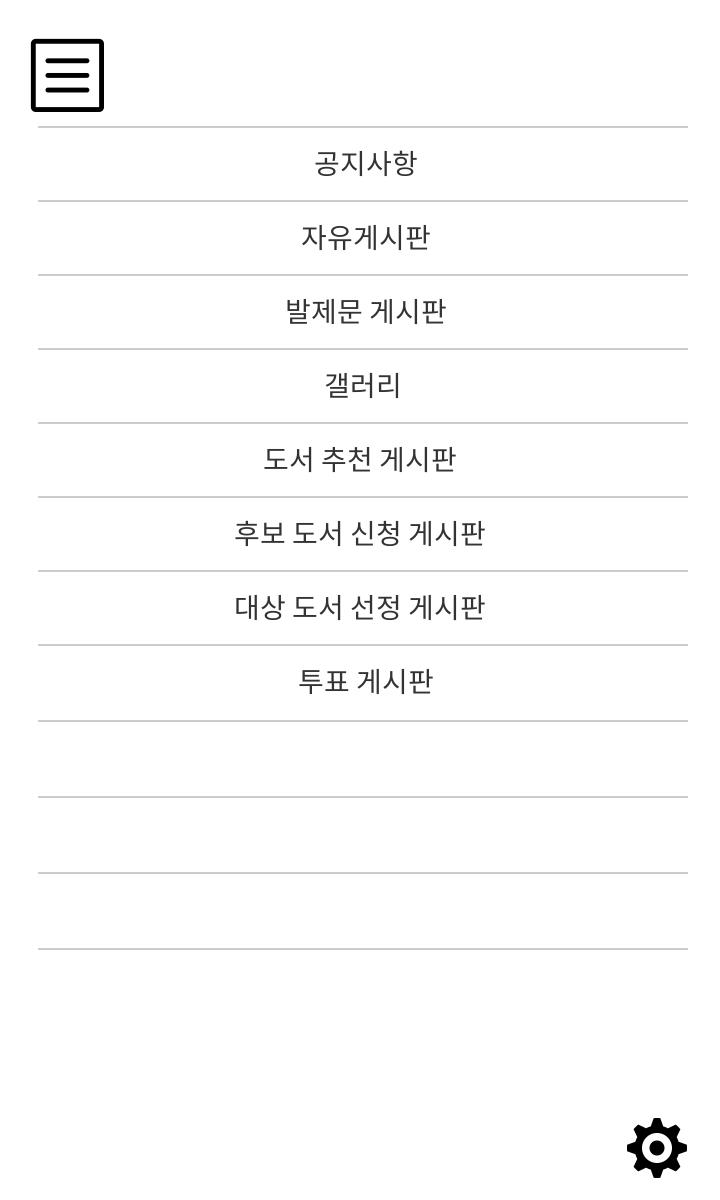 공지사항
자유게시판
발제문 게시판
갤러리
도서 추천 게시판
후보 도서 신청 게시판
대상 도서 선정 게시판
투표 게시판